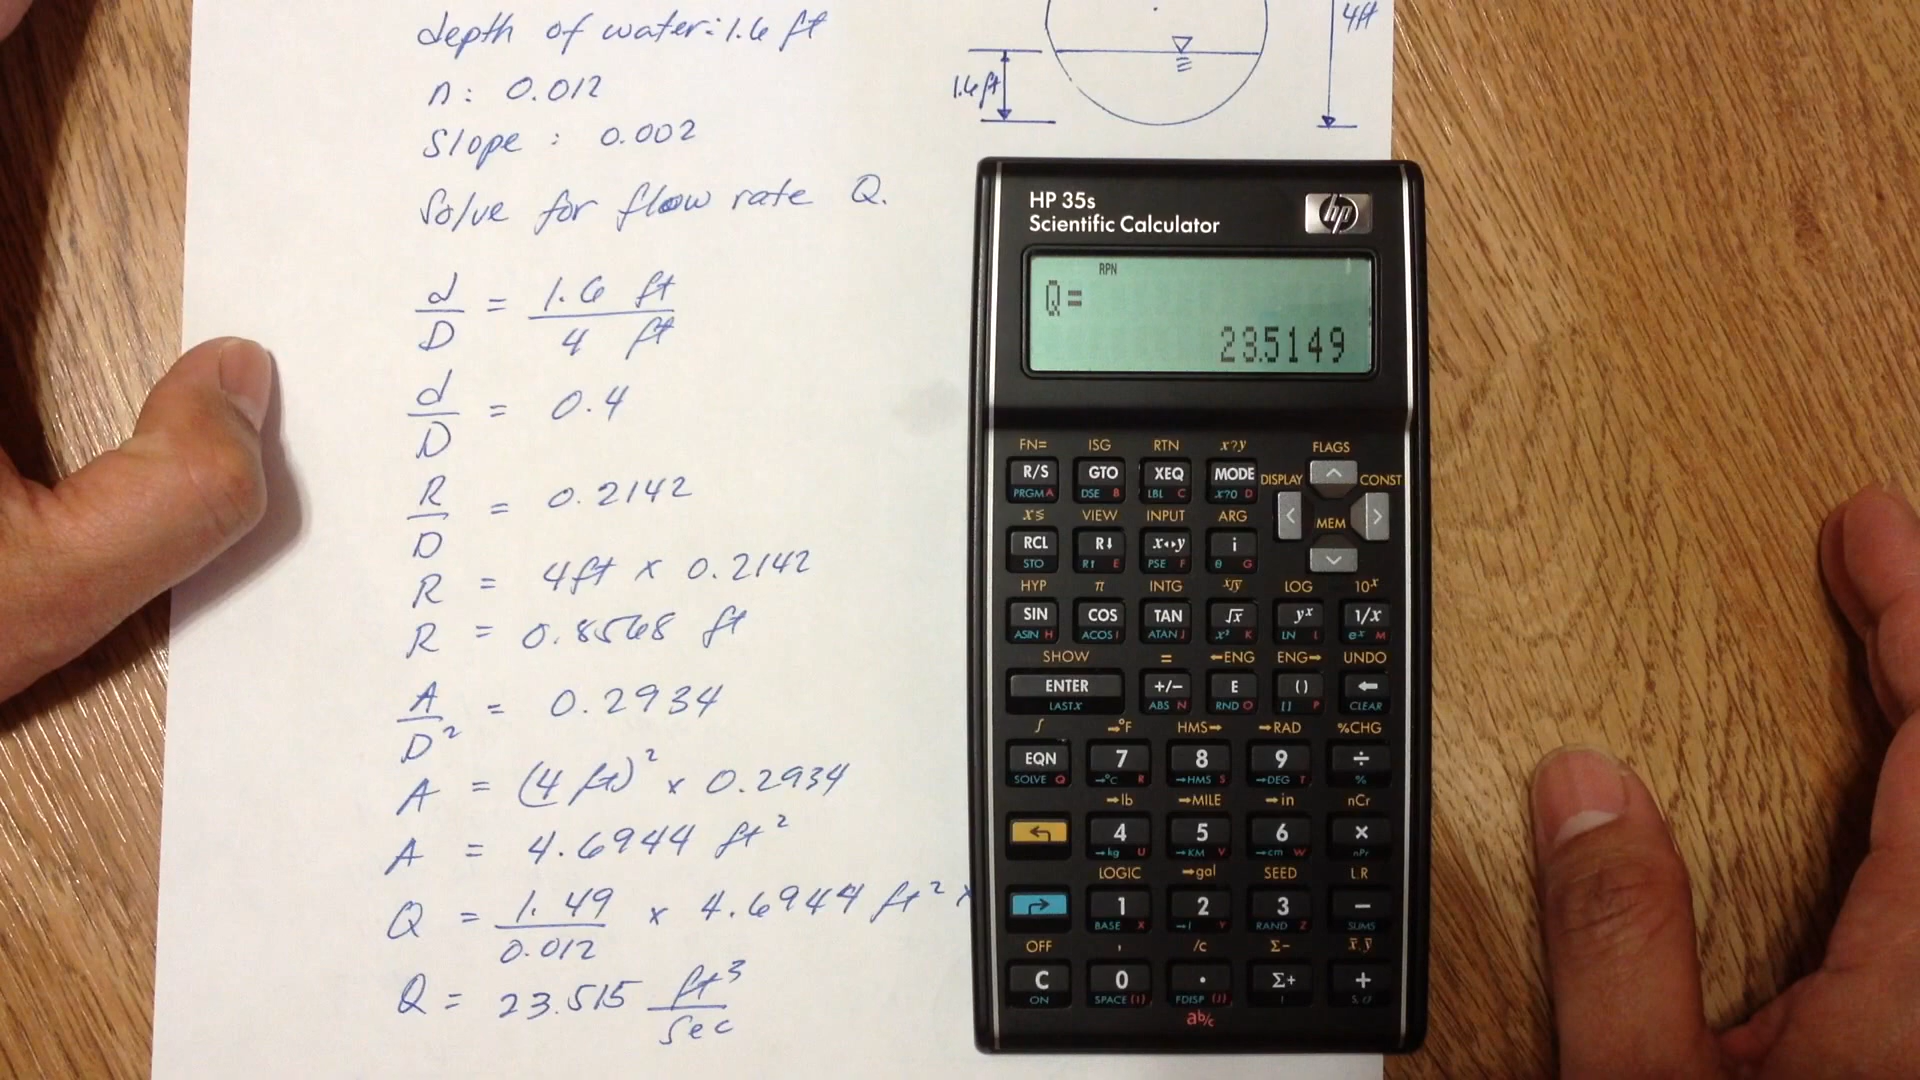 depth of water: 1.6 ft
n: 0.012
Slope: 0.002
Solve for flow rate Q.
d/D = 1.6 ft / 4 ft
d/D = 0.4
R/D = 0.2142
R = 4ft x 0.2142
R = 0.8568 ft
A/D² = 0.2934
A = (4 ft)² x 0.2934
A = 4.6944 ft²
Q = 1.49/0.012 x 4.6944 ft² x
Q = 23.515 ft³/sec
1.6ft
4ft
HP 35s
Scientific Calculator
hp
RPN
Q=
23.5149
FN= ISG RTN x?y FLAGS
R/S GTO XEQ MODE DISPLAY CONST
PRGM A DSE B LBL C x?0 D
x≶ VIEW INPUT ARG MEM
RCL R↓ x↔y i
STO R↑ E PSE F θ G
HYP π INTG x√y LOG 10ˣ
SIN COS TAN √x yˣ 1/x
ASIN H ACOS I ATAN J x² K LN L eˣ M
SHOW = ←ENG ENG→ UNDO
ENTER +/− E () ←
LASTx ABS N RND O [] P CLEAR
∫ →°F HMS→ →RAD %CHG
EQN 7 8 9 ÷
SOLVE Q →°C R →HMS S →DEG T %
→lb →MILE →in nCr
4 5 6 ×
→kg U →KM V →cm W nPr
LOGIC →gal SEED L.R.
1 2 3 −
BASE X →l Y RAND Z SUMS
OFF , /c Σ− x̄,ȳ
C 0 . Σ+ +
ON SPACE (I) FDISP (J) ! S,σ
ab/c